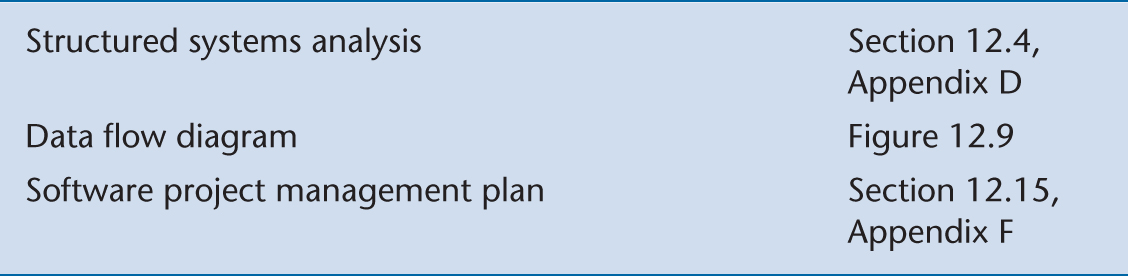 Structured systems analysis Section 12.4,
Appendix D
Data flow diagram Figure 12.9
Software project management plan Section 12.15,
Appendix F